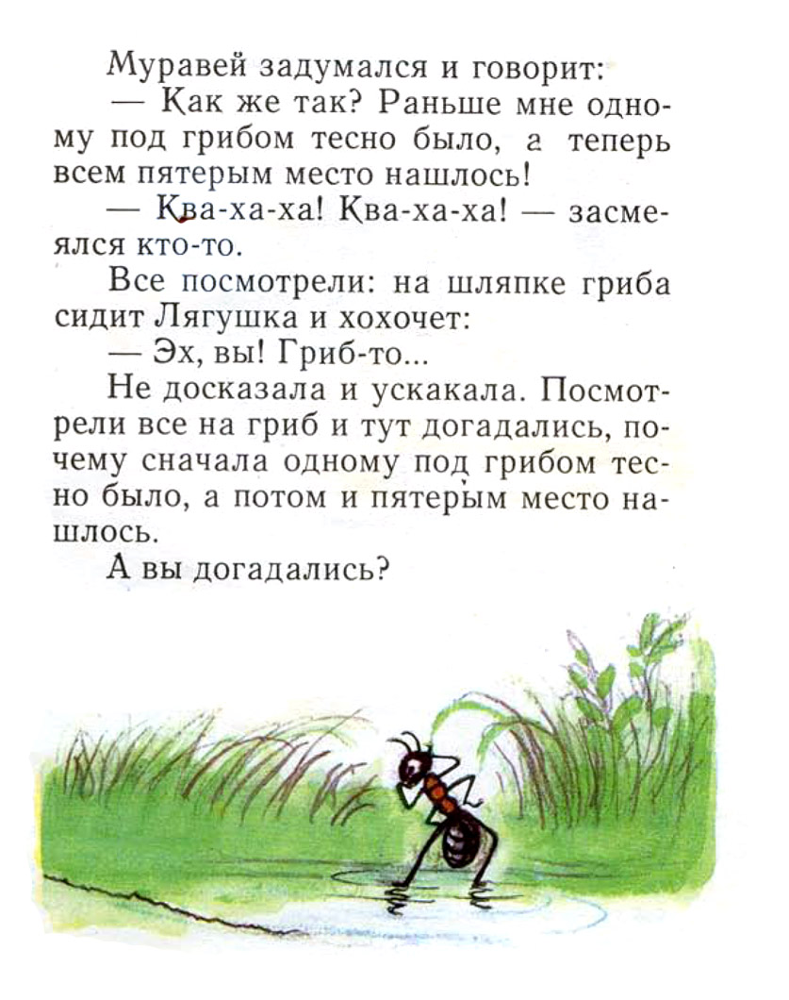 Муравей задумался и говорит:
— Как же так? Раньше мне одно-
му под грибом тесно было, а теперь
всем пятерым место нашлось!
— Ква-ха-ха! Ква-ха-ха! — засме-
ялся кто-то.
Все посмотрели: на шляпке гриба
сидит Лягушка и хохочет:
— Эх, вы! Гриб-то...
Не досказала и ускакала. Посмот-
рели все на гриб и тут догадались, по-
чему сначала одному под грибом тес-
но было, а потом и пятерым место на-
шлось.
А вы догадались?